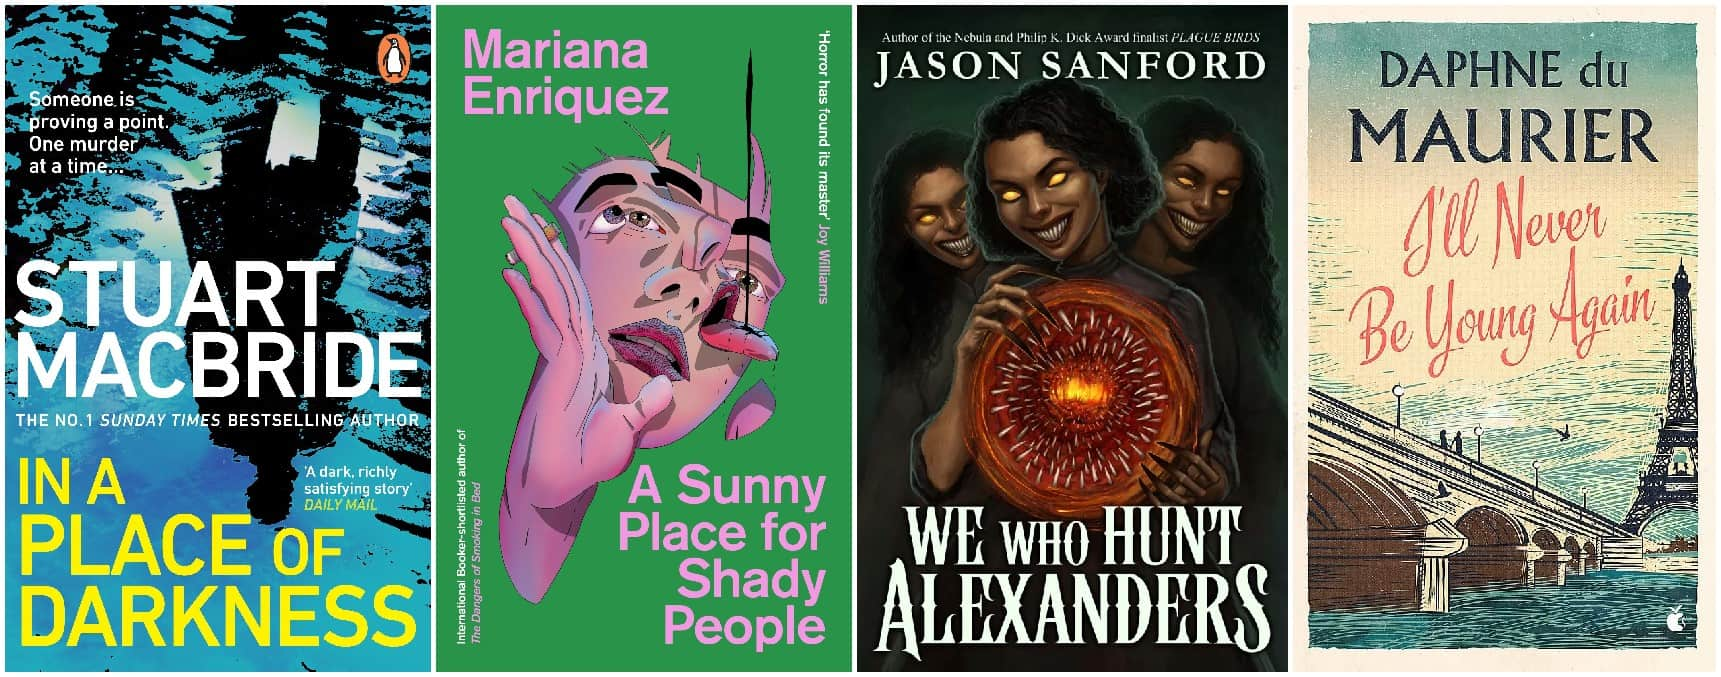 Someone is
proving a point.
One murder
at a time...
STUART
MACBRIDE
THE NO.1 SUNDAY TIMES BESTSELLING AUTHOR
IN A
PLACE OF
DARKNESS
'A dark, richly
satisfying story'
DAILY MAIL
Mariana
Enriquez
'Horror has found its master' Joy Williams
International Booker-shortlisted author of
The Dangers of Smoking in Bed
A Sunny
Place for
Shady
People
Author of the Nebula and Philip K. Dick Award finalist PLAGUE BIRDS
JASON SANFORD
WE WHO HUNT
ALEXANDERS
DAPHNE du
MAURIER
I'll Never
Be Young Again